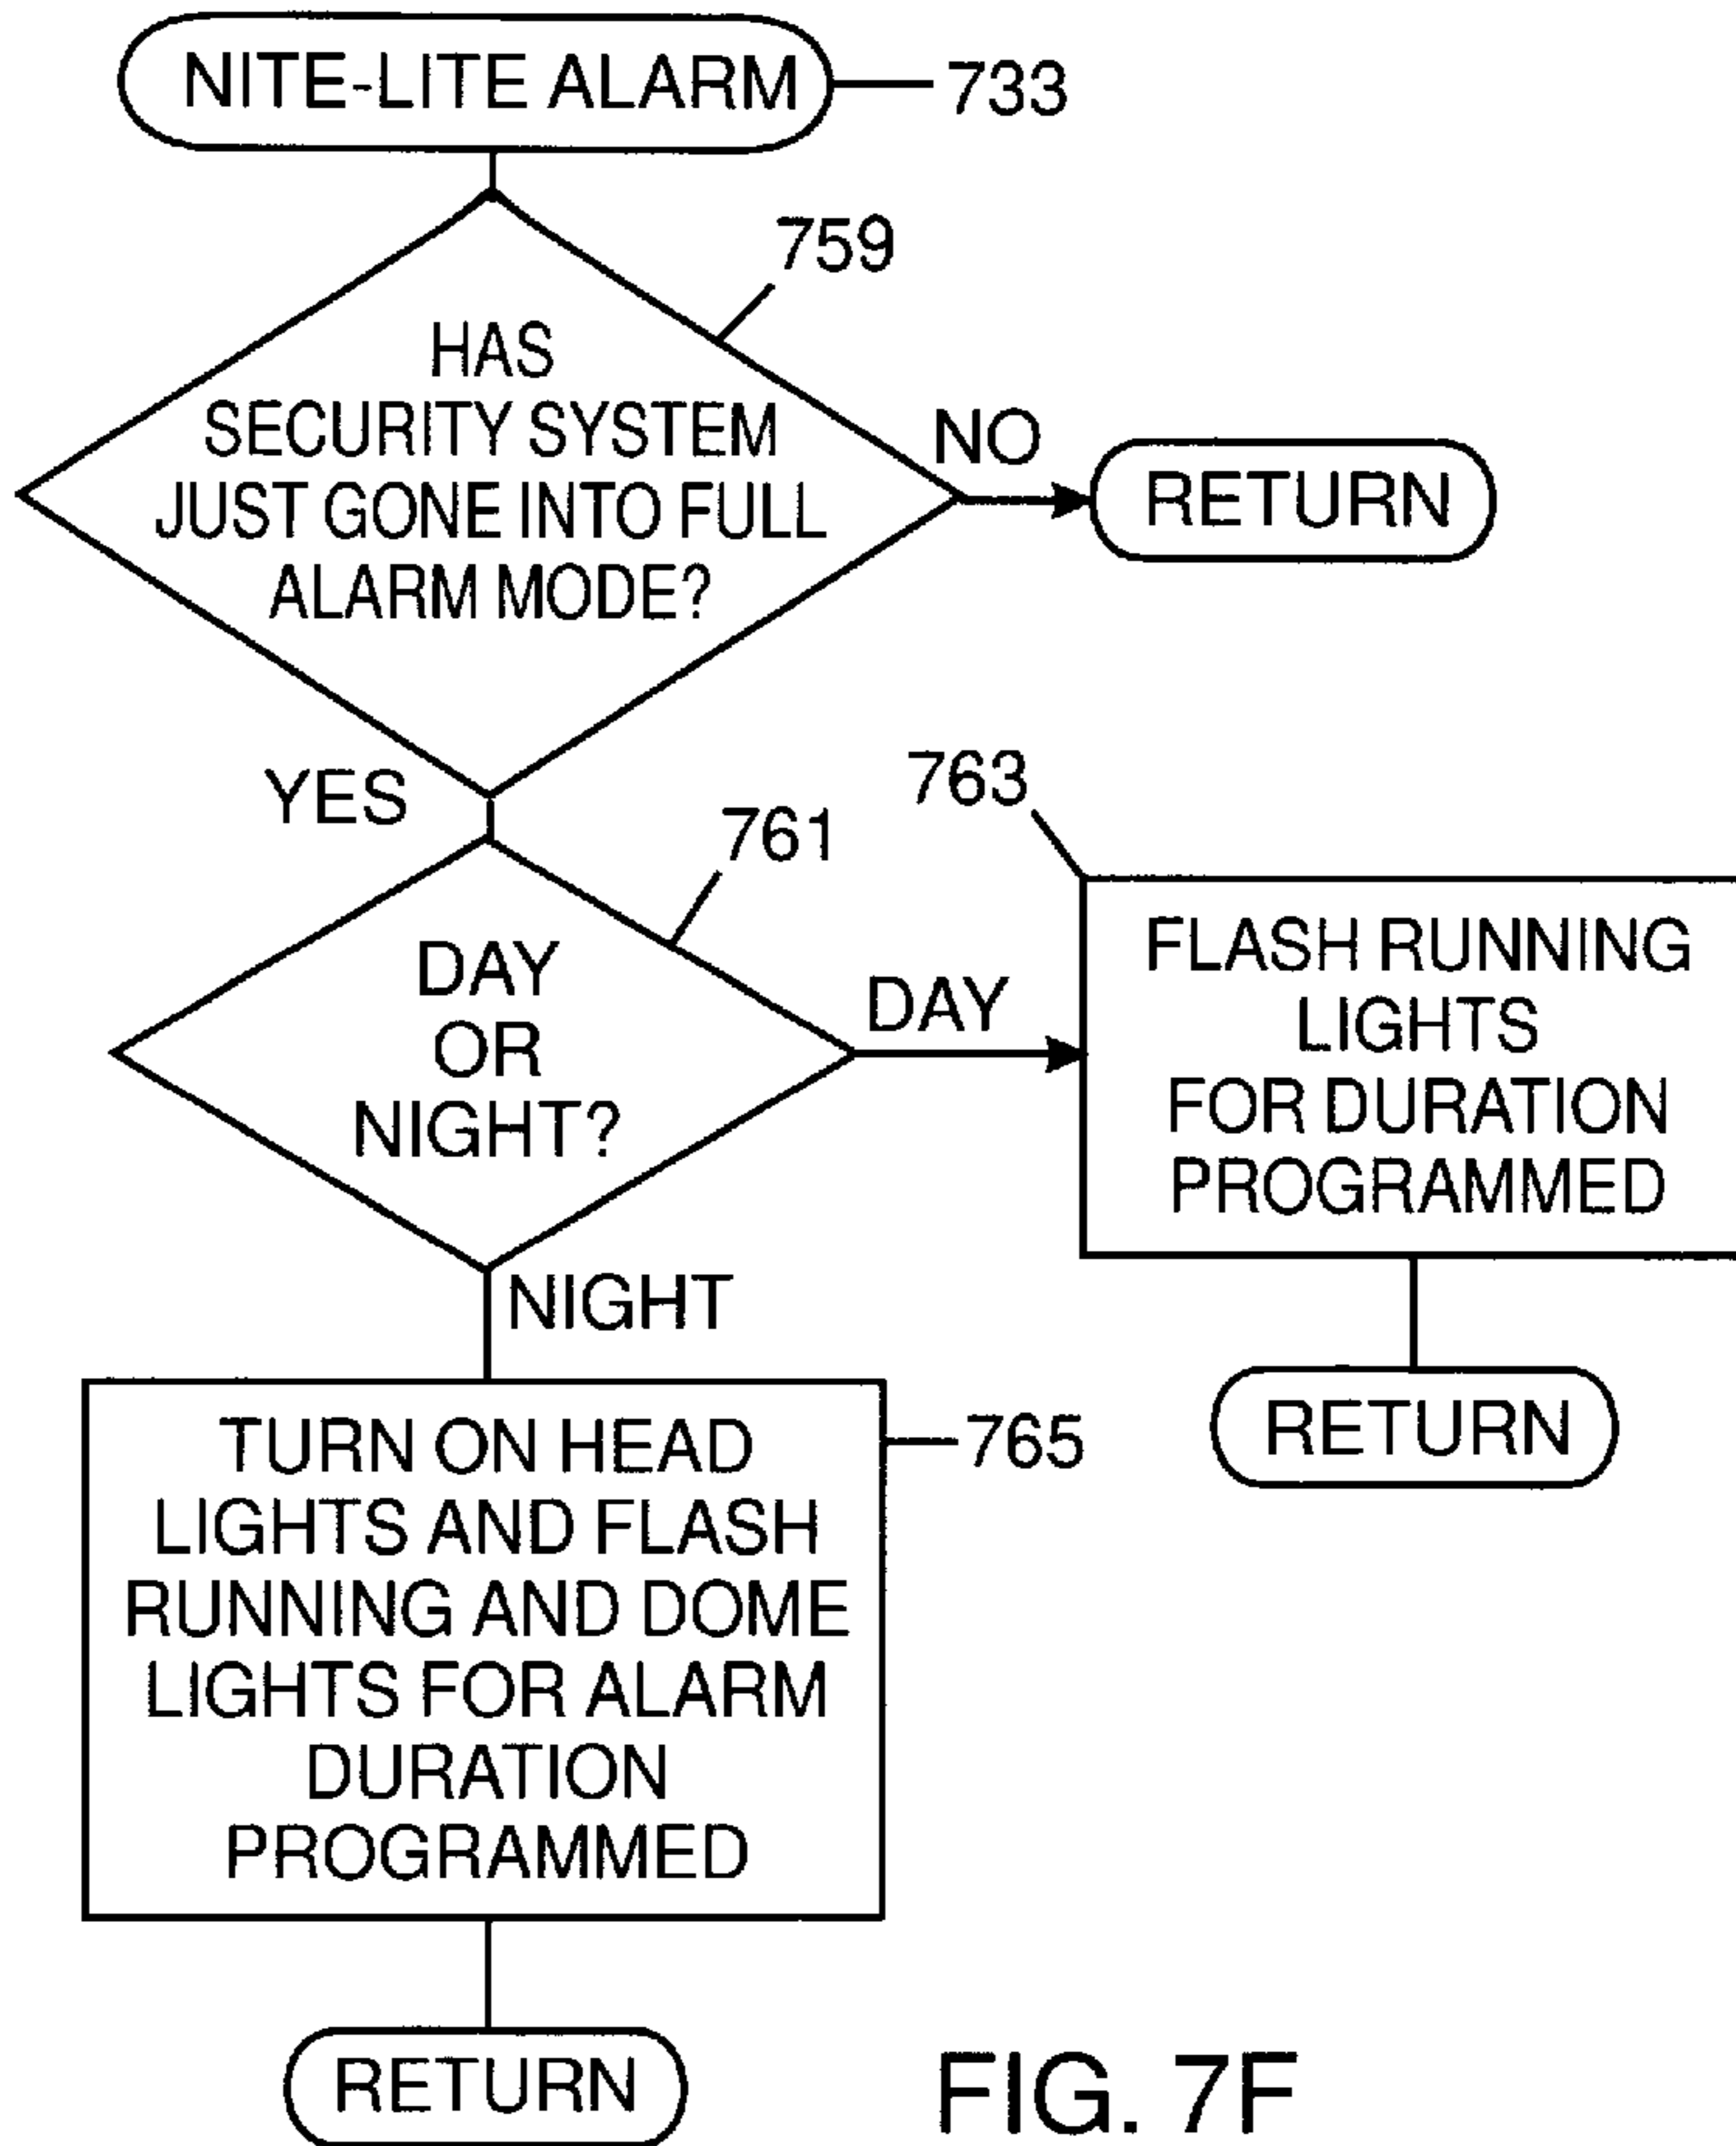 NITE-LITE ALARM
733
759
HAS
SECURITY SYSTEM
JUST GONE INTO FULL
ALARM MODE?
NO
RETURN
YES
761
DAY
OR
NIGHT?
DAY
763
FLASH RUNNING
LIGHTS
FOR DURATION
PROGRAMMED
RETURN
NIGHT
765
TURN ON HEAD
LIGHTS AND FLASH
RUNNING AND DOME
LIGHTS FOR ALARM
DURATION
PROGRAMMED
RETURN
FIG. 7F